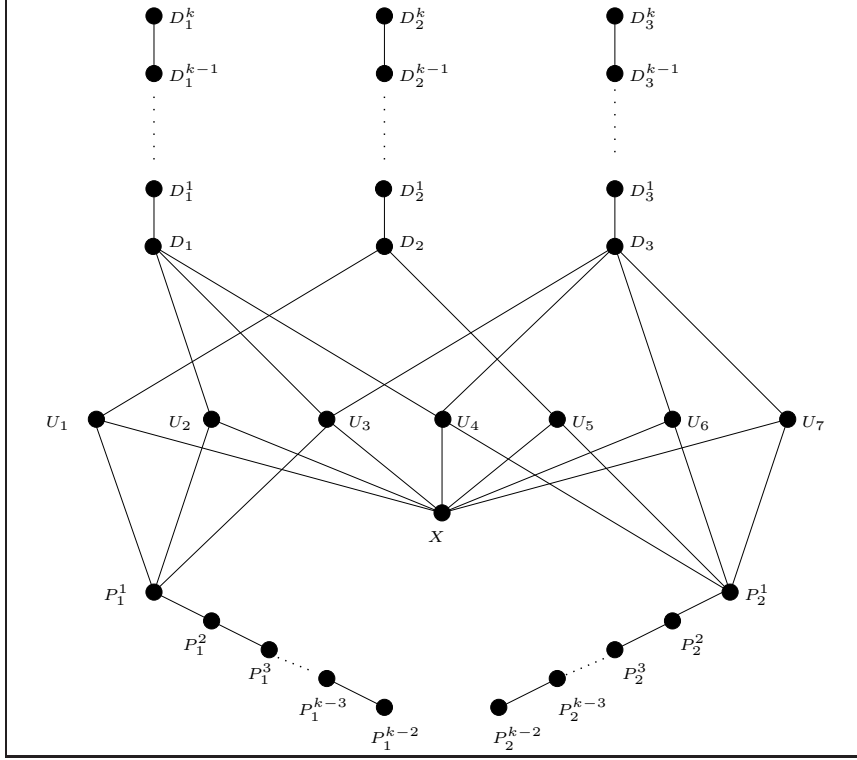 D_1^k D_2^k D_3^k
D_1^{k-1} D_2^{k-1} D_3^{k-1}
D_1^1 D_2^1 D_3^1
D_1 D_2 D_3
U_1 U_2 U_3 U_4 U_5 U_6 U_7
X
P_1^1 P_2^1
P_1^2 P_2^2
P_1^3 P_2^3
P_1^{k-3} P_2^{k-3}
P_1^{k-2} P_2^{k-2}